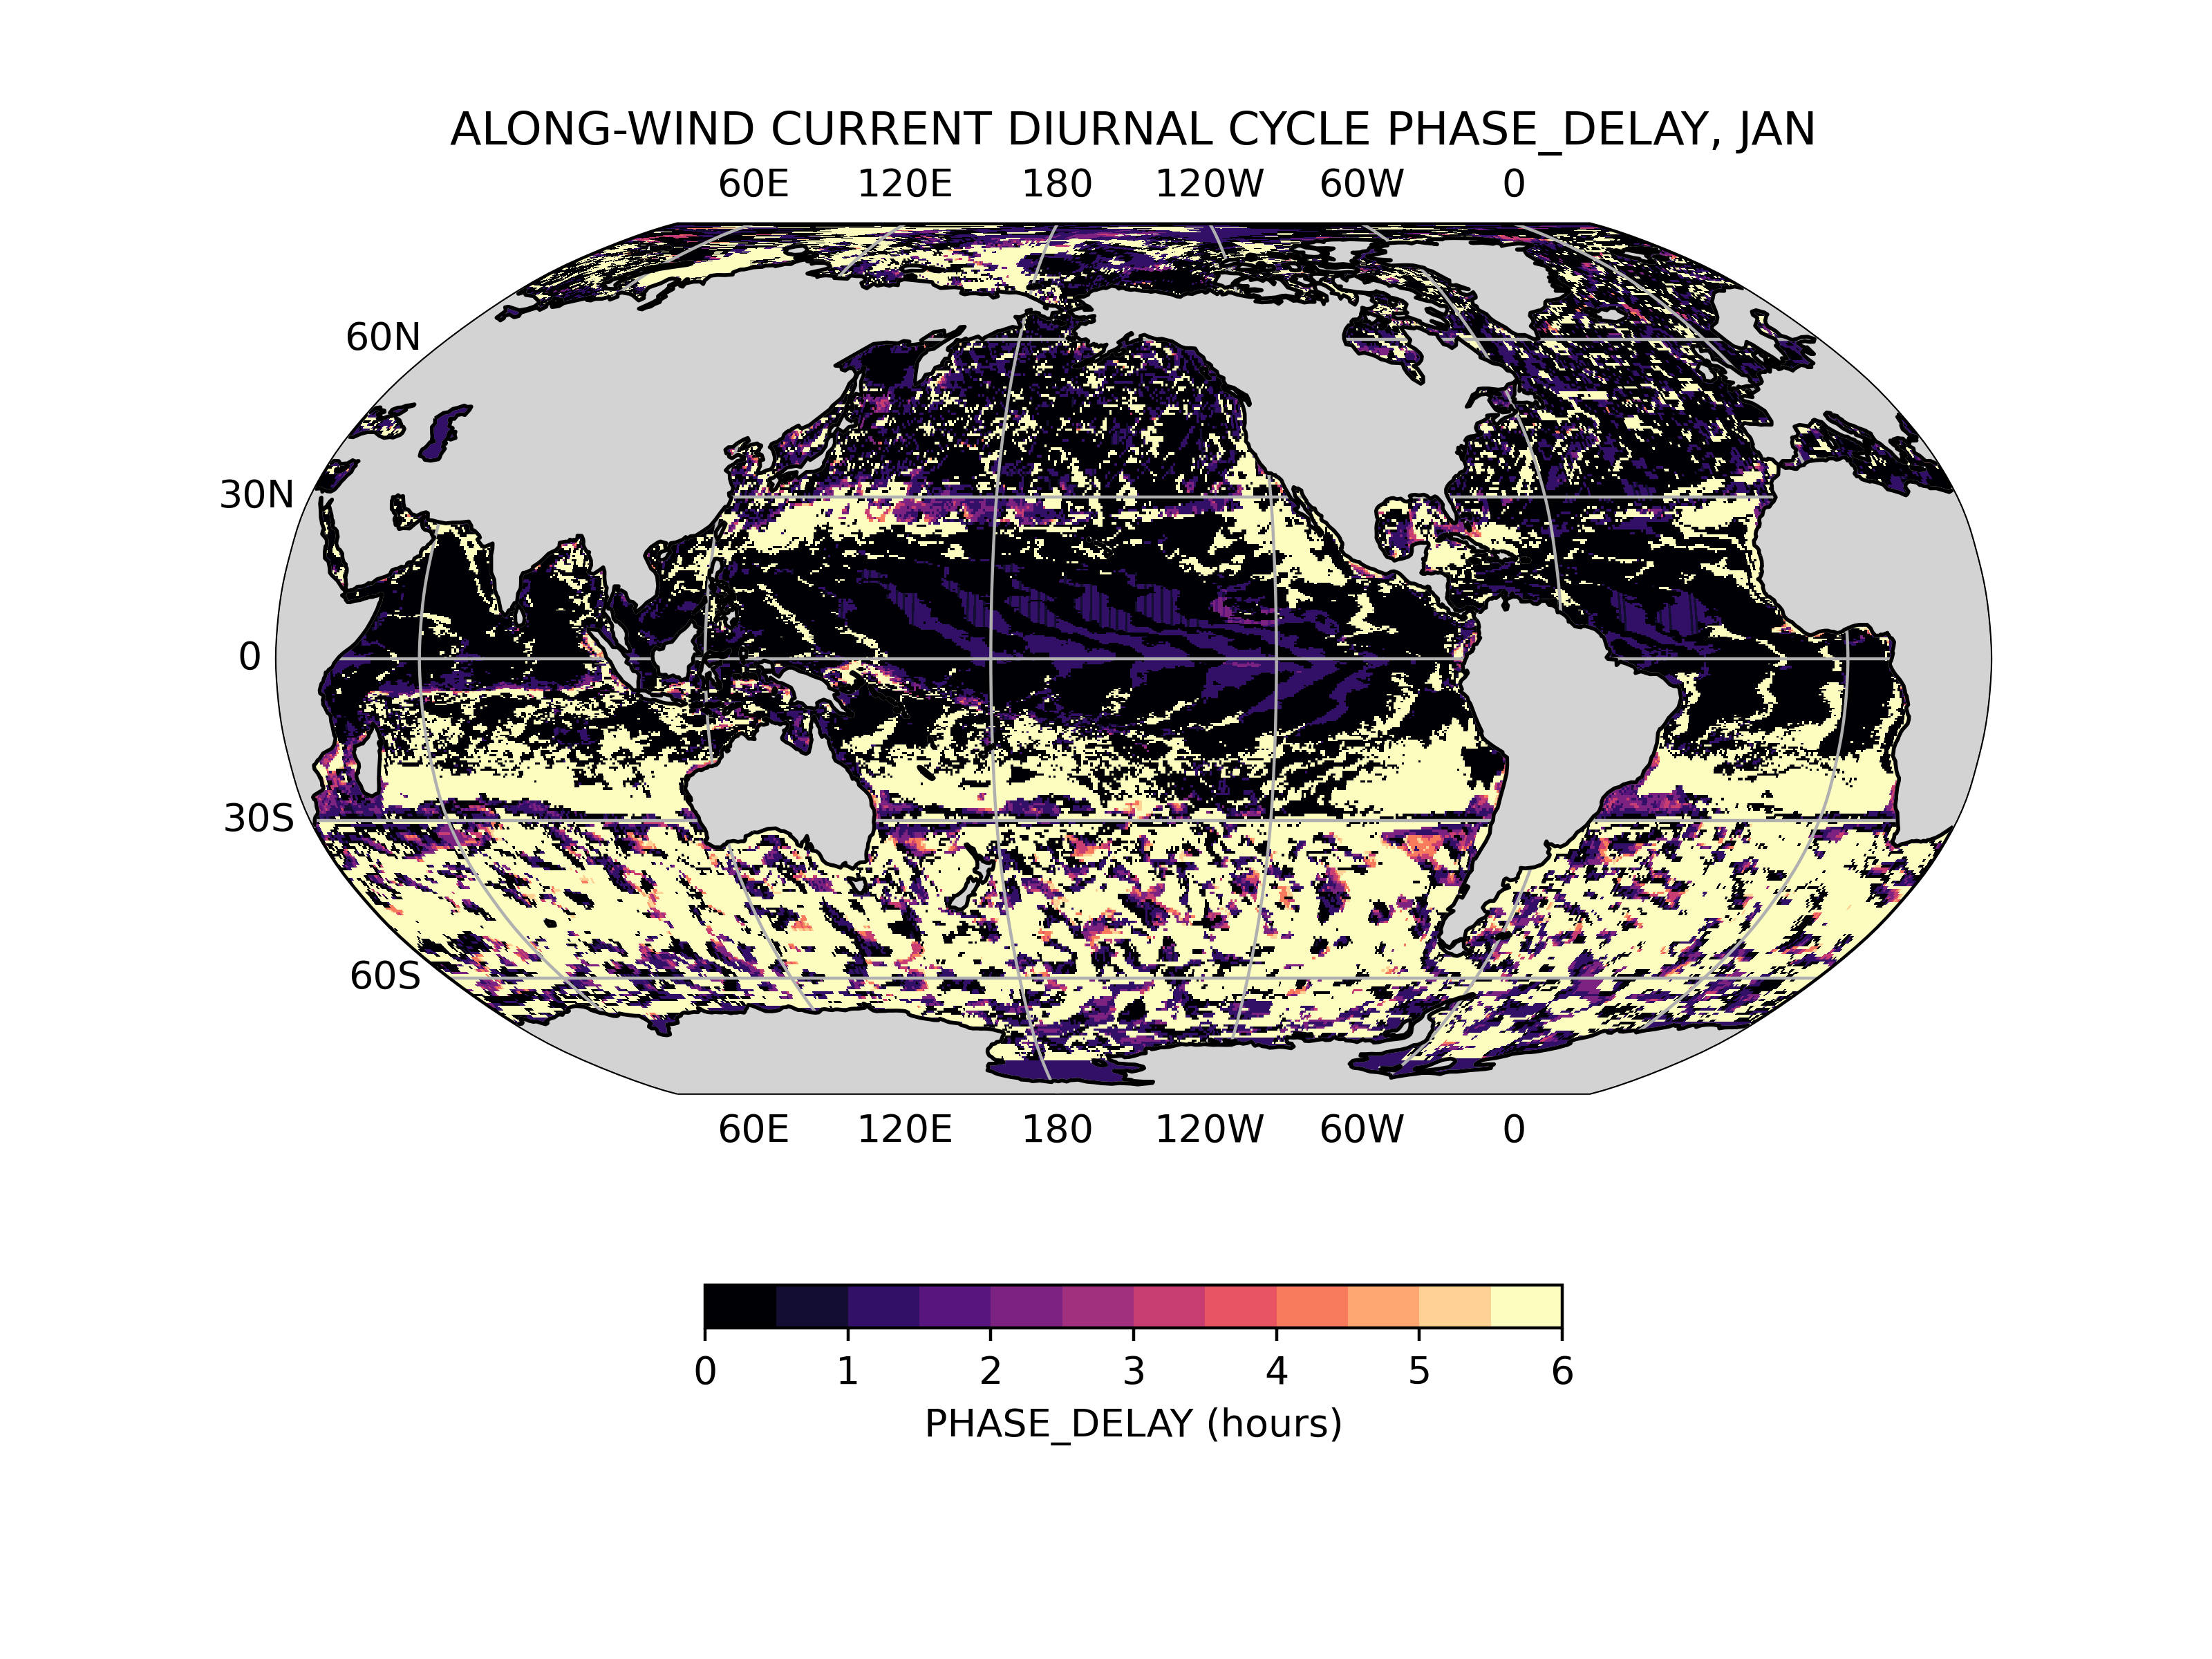 ALONG-WIND CURRENT DIURNAL CYCLE PHASE_DELAY, JAN
60E 120E 180 120W 60W 0
60N
30N
0
30S
60S
60E 120E 180 120W 60W 0
0 1 2 3 4 5 6
PHASE_DELAY (hours)